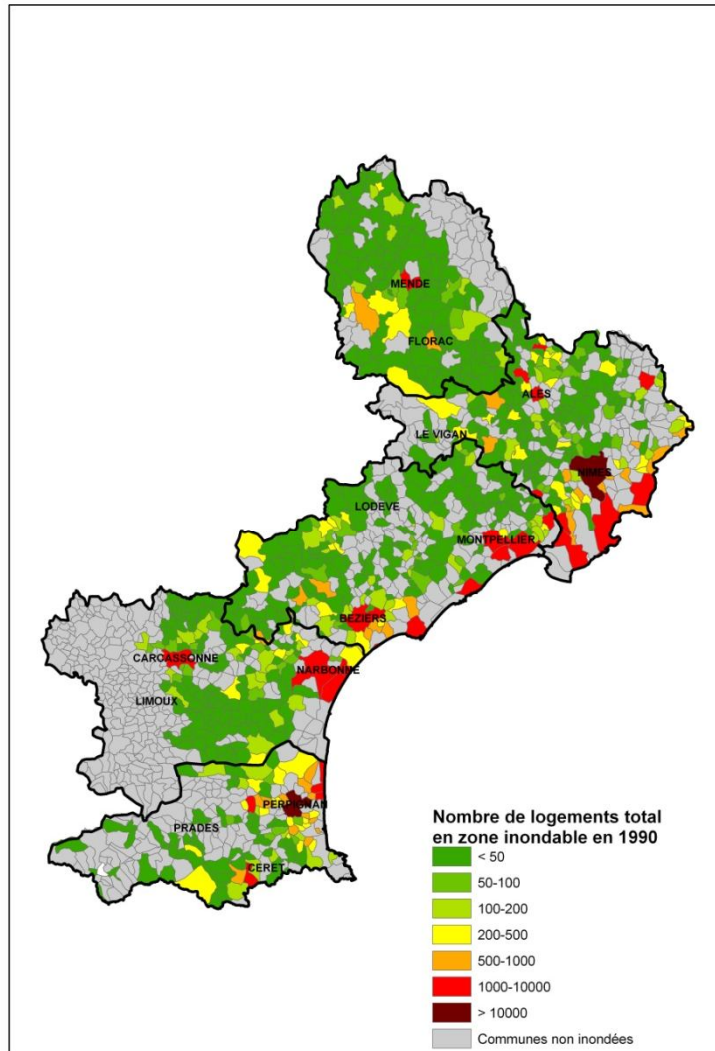 MENDE
FLORAC
ALES
LE VIGAN
NIMES
LODEVE
MONTPELLIER
BEZIERS
CARCASSONNE
NARBONNE
LIMOUX
PERPIGNAN
PRADES
CERET
Nombre de logements total
en zone inondable en 1990
< 50
50-100
100-200
200-500
500-1000
1000-10000
> 10000
Communes non inondées